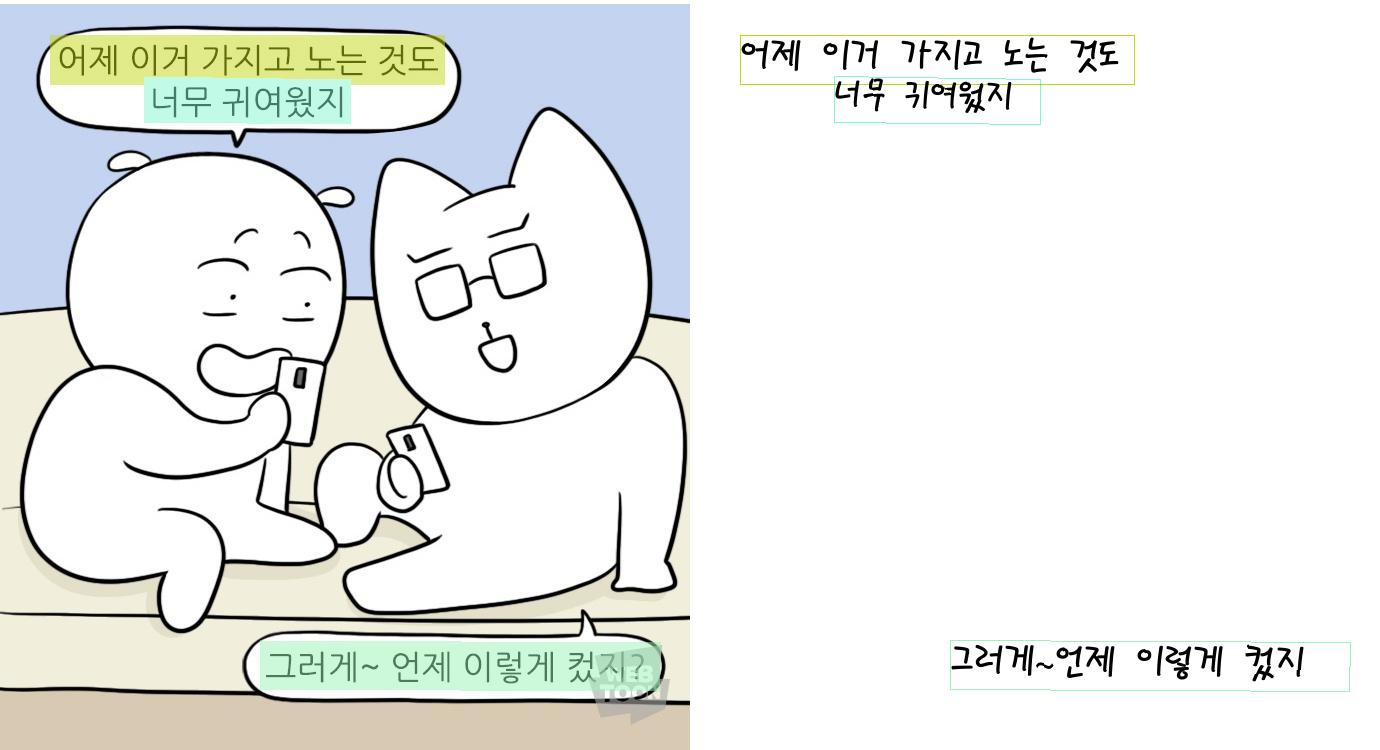 어제 이거 가지고 노는 것도
너무 귀여웠지
그러게~ 언제 이렇게 컸지?
WEB
TOON
어제 이거 가지고 노는 것도
너무 귀여웠지
그러게~언제 이렇게 컸지